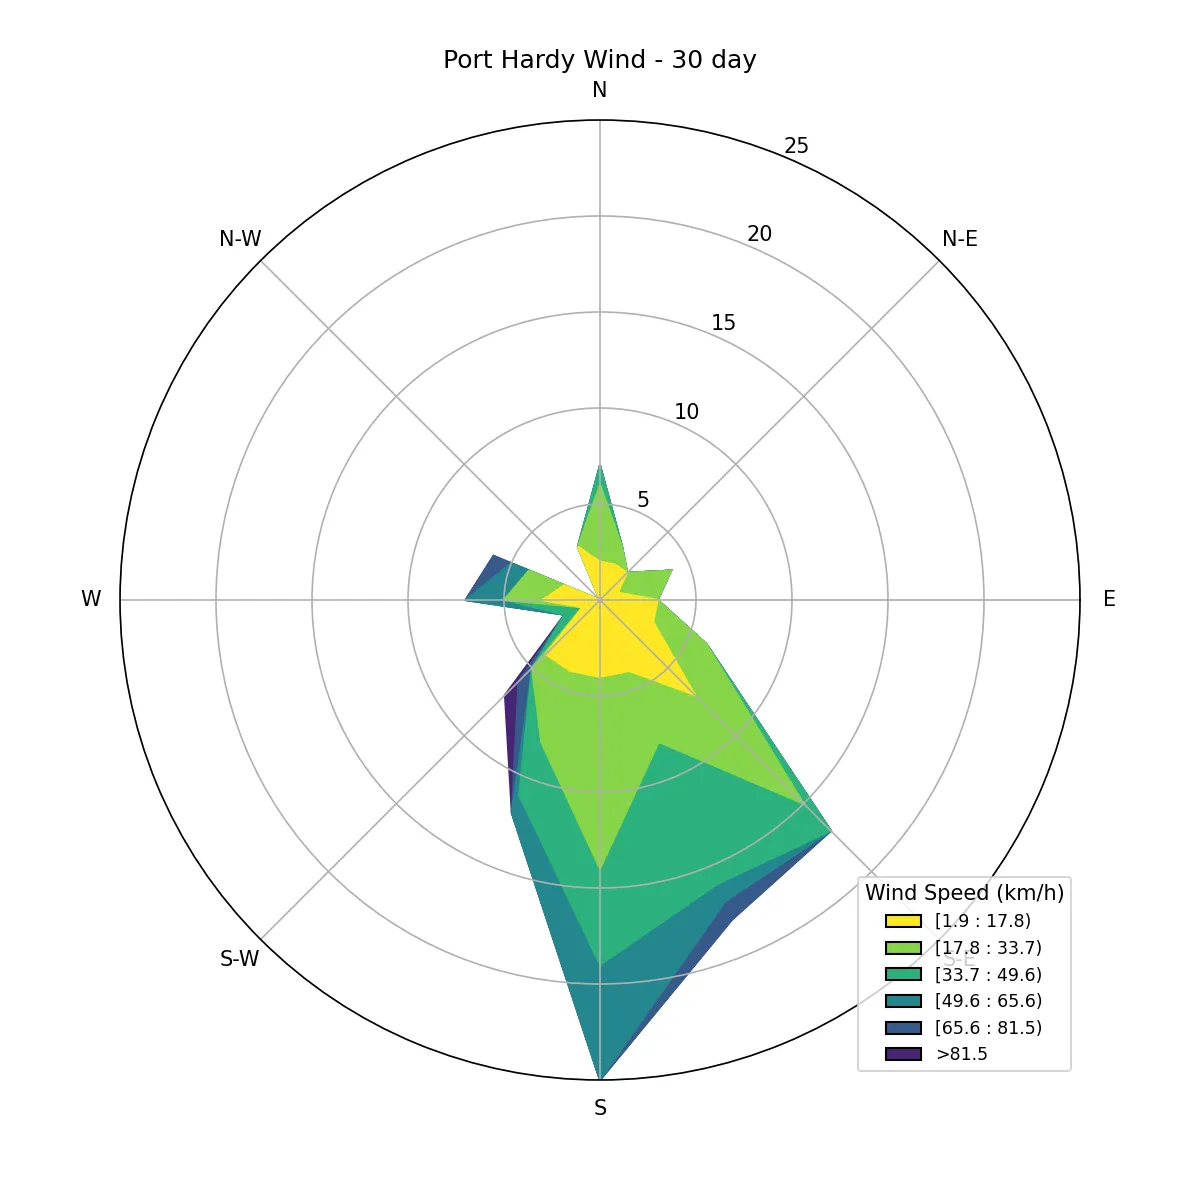 Port Hardy Wind - 30 day
N
25
N-W
20
N-E
15
10
5
W
E
S-W
S-E
S
Wind Speed (km/h)
[1.9 : 17.8)
[17.8 : 33.7)
[33.7 : 49.6)
[49.6 : 65.6)
[65.6 : 81.5)
>81.5